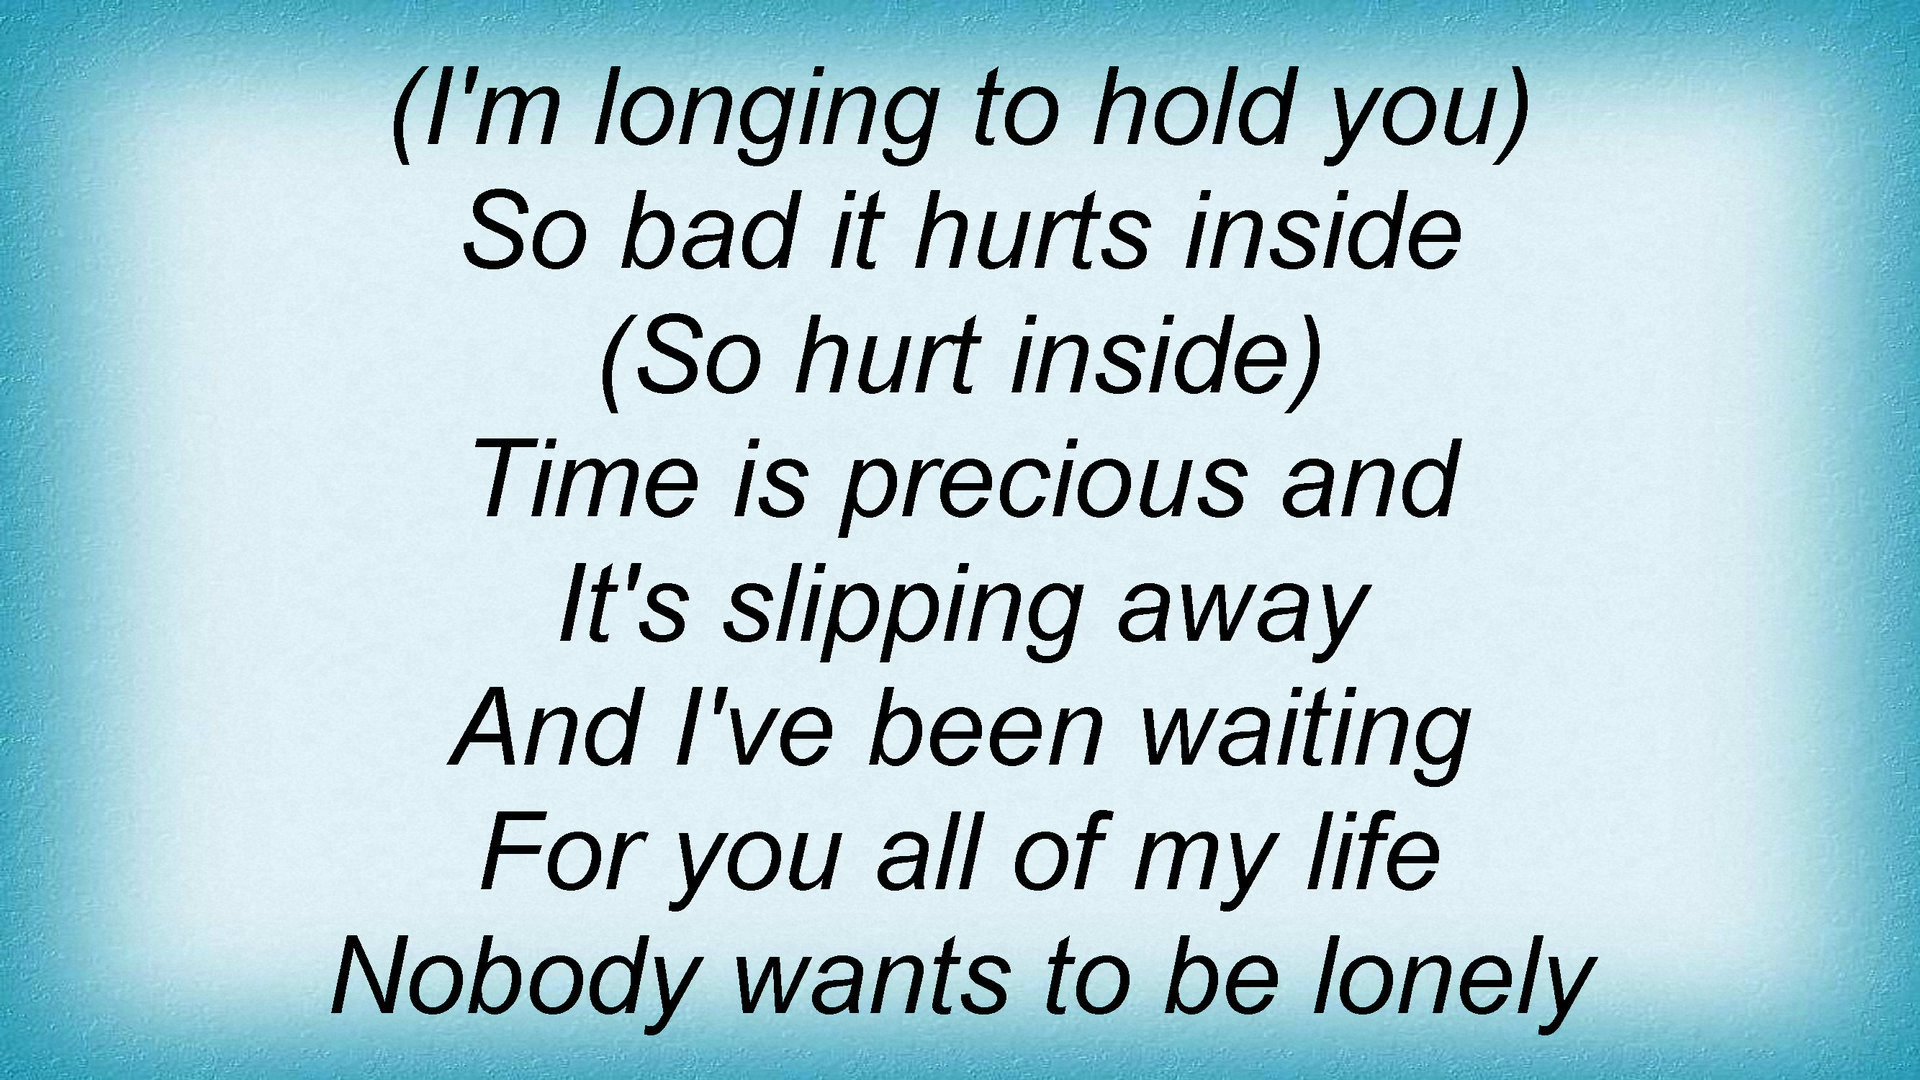 (I'm longing to hold you)
So bad it hurts inside
(So hurt inside)
Time is precious and
It's slipping away
And I've been waiting
For you all of my life
Nobody wants to be lonely